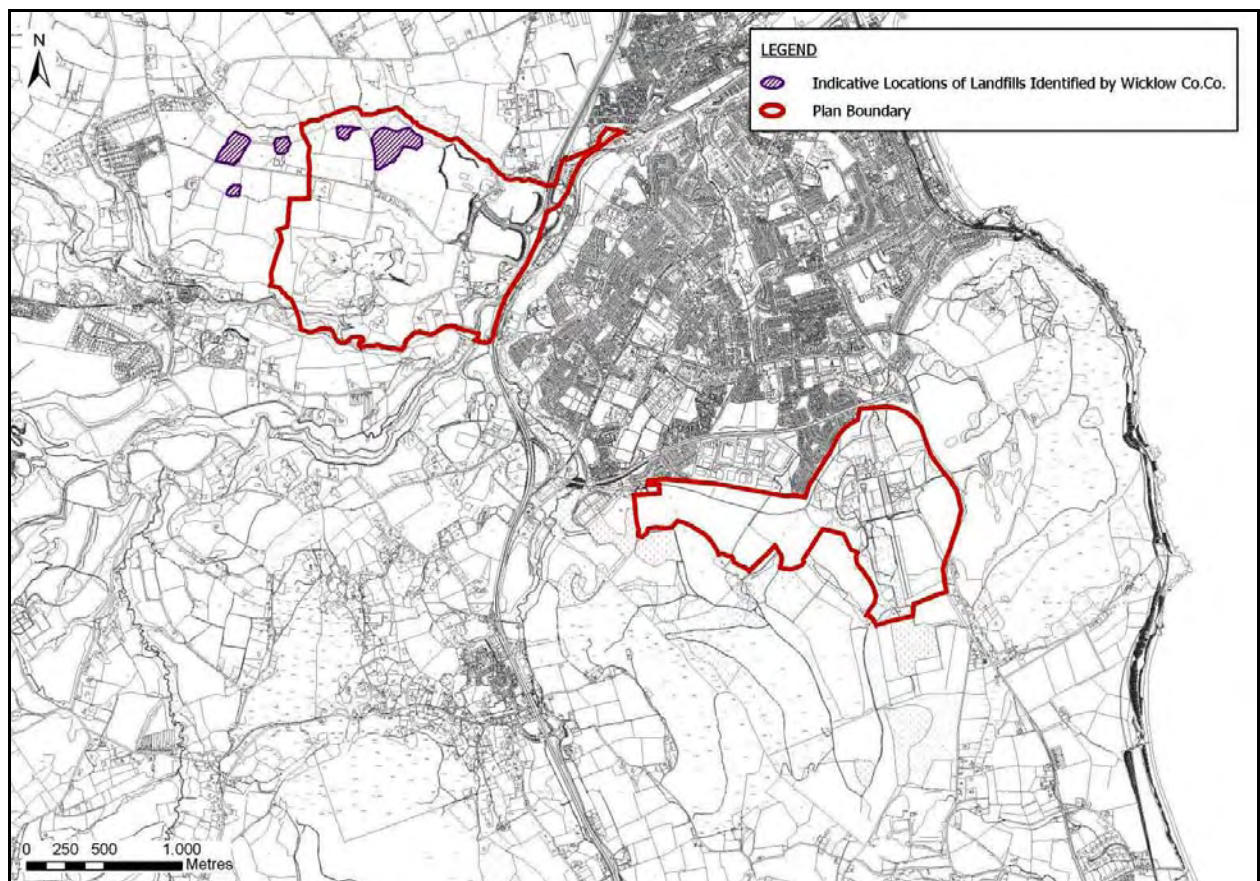 N
LEGEND
Indicative Locations of Landfills Identified by Wicklow Co.Co.
Plan Boundary
0 250 500 1.000
Metres